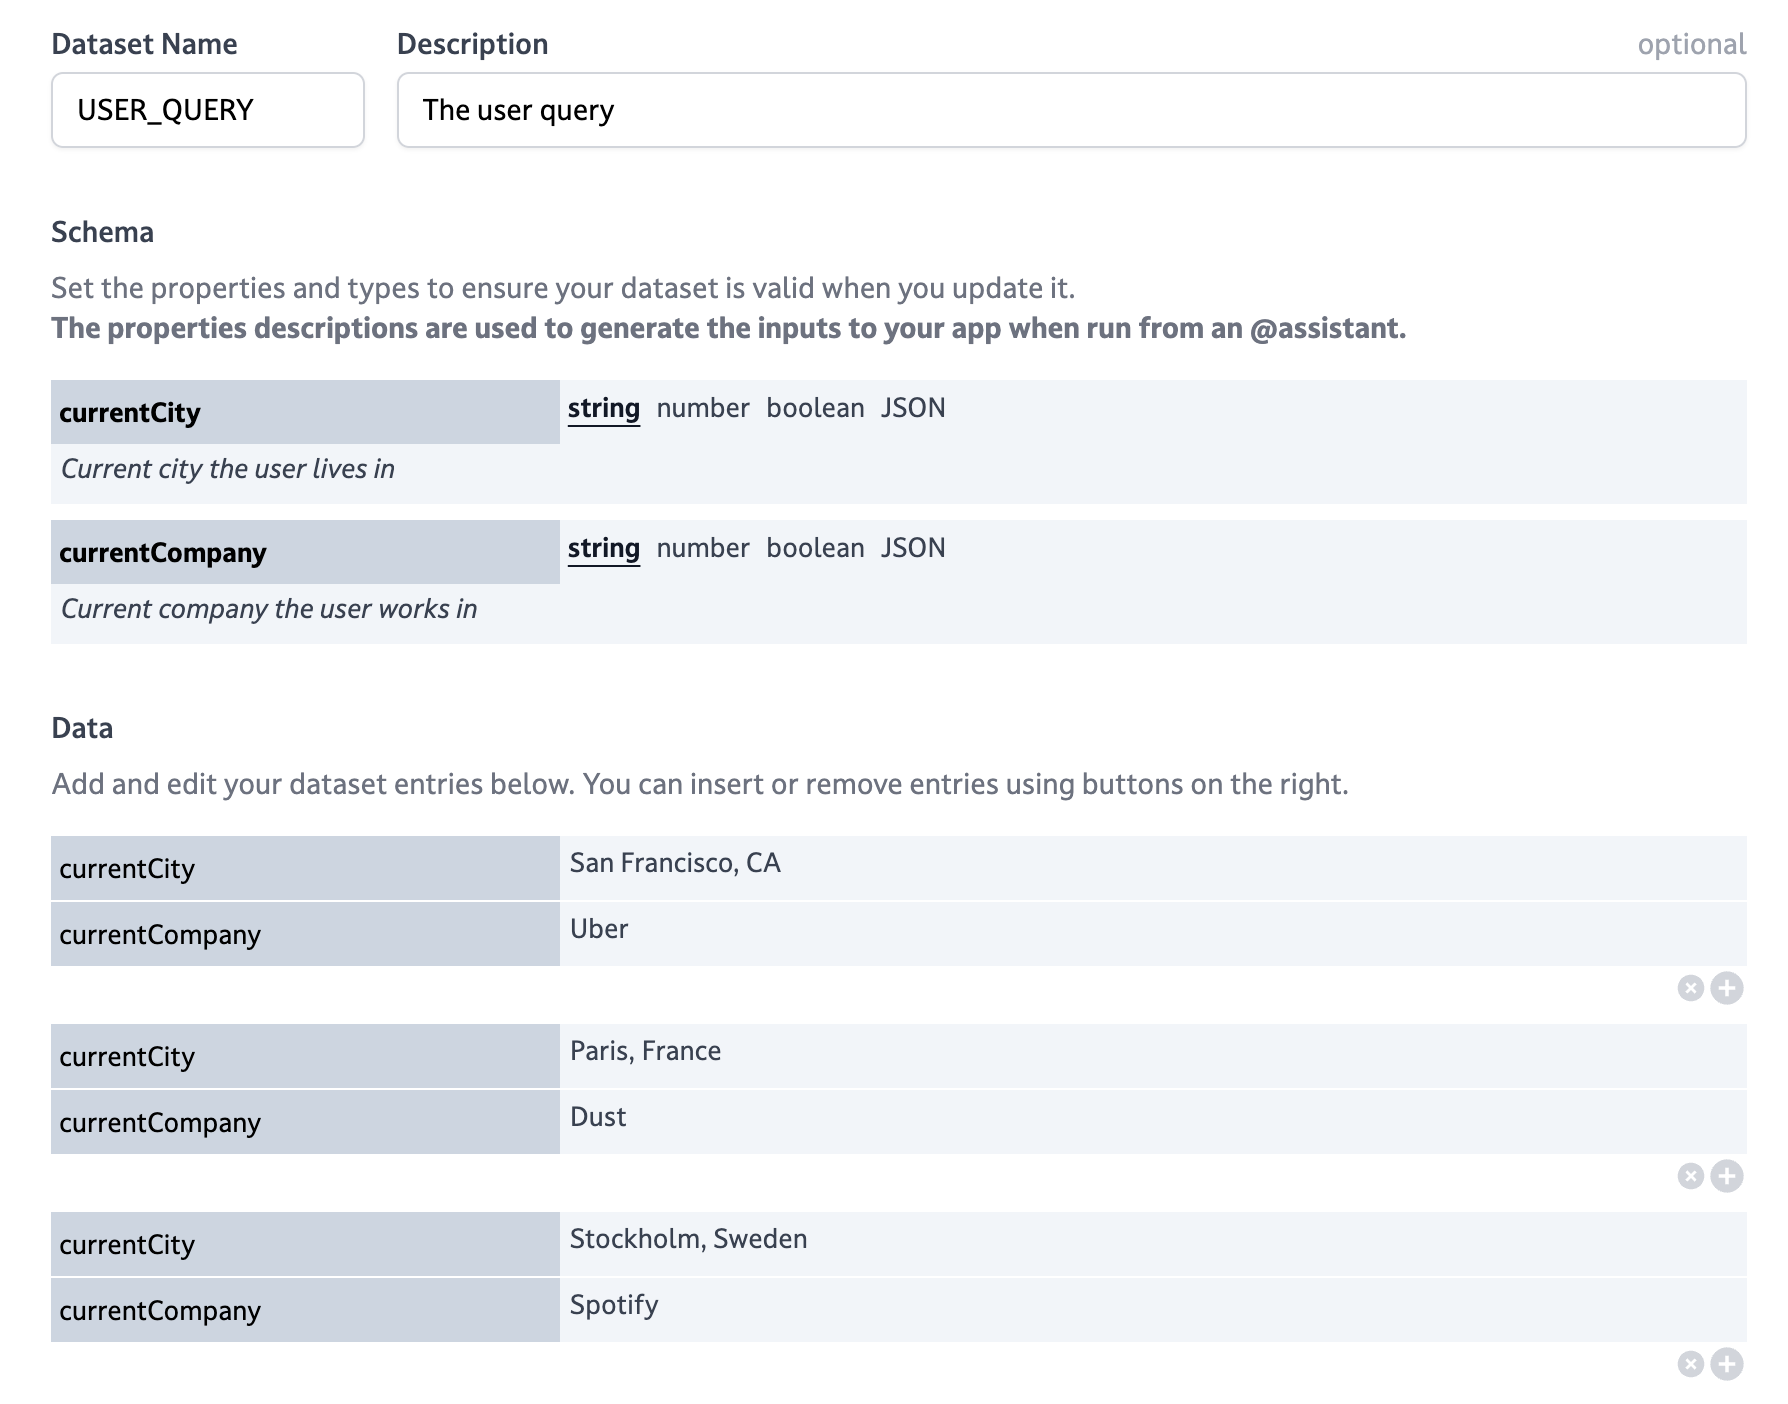 Dataset Name
Description
optional
USER_QUERY
The user query
Schema
Set the properties and types to ensure your dataset is valid when you update it.
The properties descriptions are used to generate the inputs to your app when run from an @assistant.
currentCity
string number boolean JSON
Current city the user lives in
currentCompany
string number boolean JSON
Current company the user works in
Data
Add and edit your dataset entries below. You can insert or remove entries using buttons on the right.
currentCity
San Francisco, CA
currentCompany
Uber
currentCity
Paris, France
currentCompany
Dust
currentCity
Stockholm, Sweden
currentCompany
Spotify